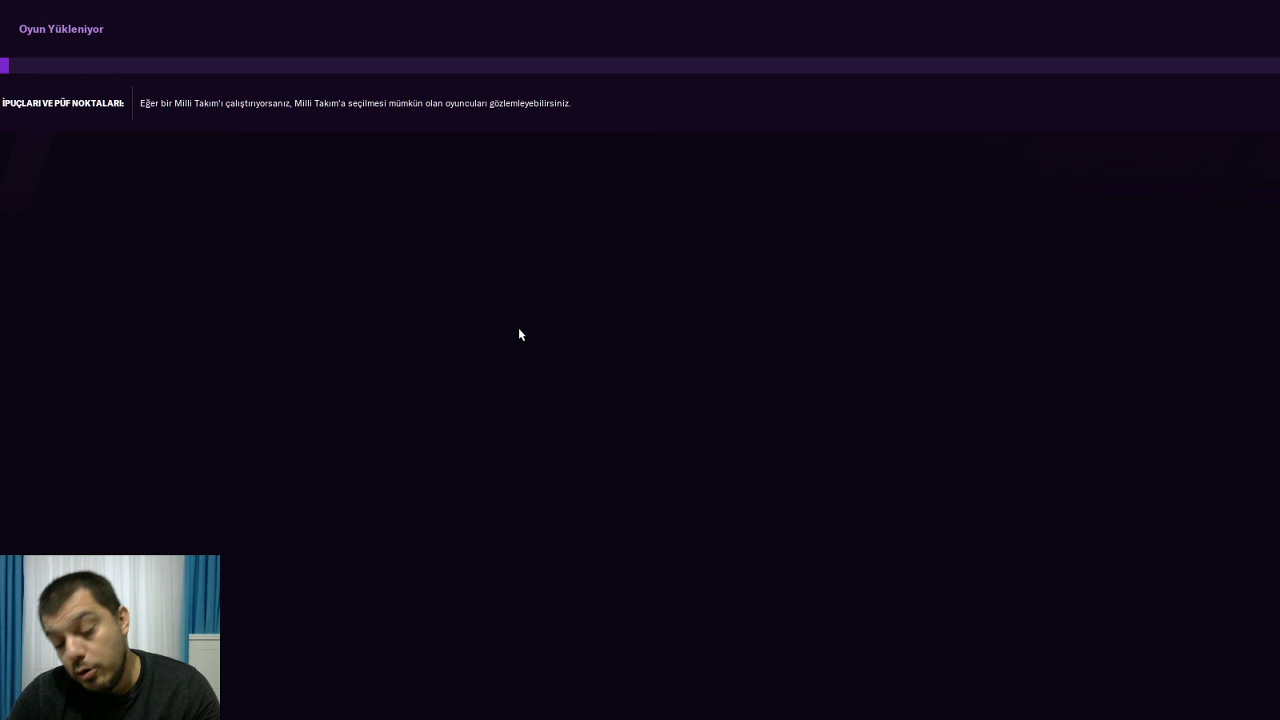 Oyun Yükleniyor
İPUÇLARI VE PÜF NOKTALARI: Eğer bir Milli Takım'ı çalıştırıyorsanız, Milli Takım'a seçilmesi mümkün olan oyuncuları gözlemleyebilirsiniz.